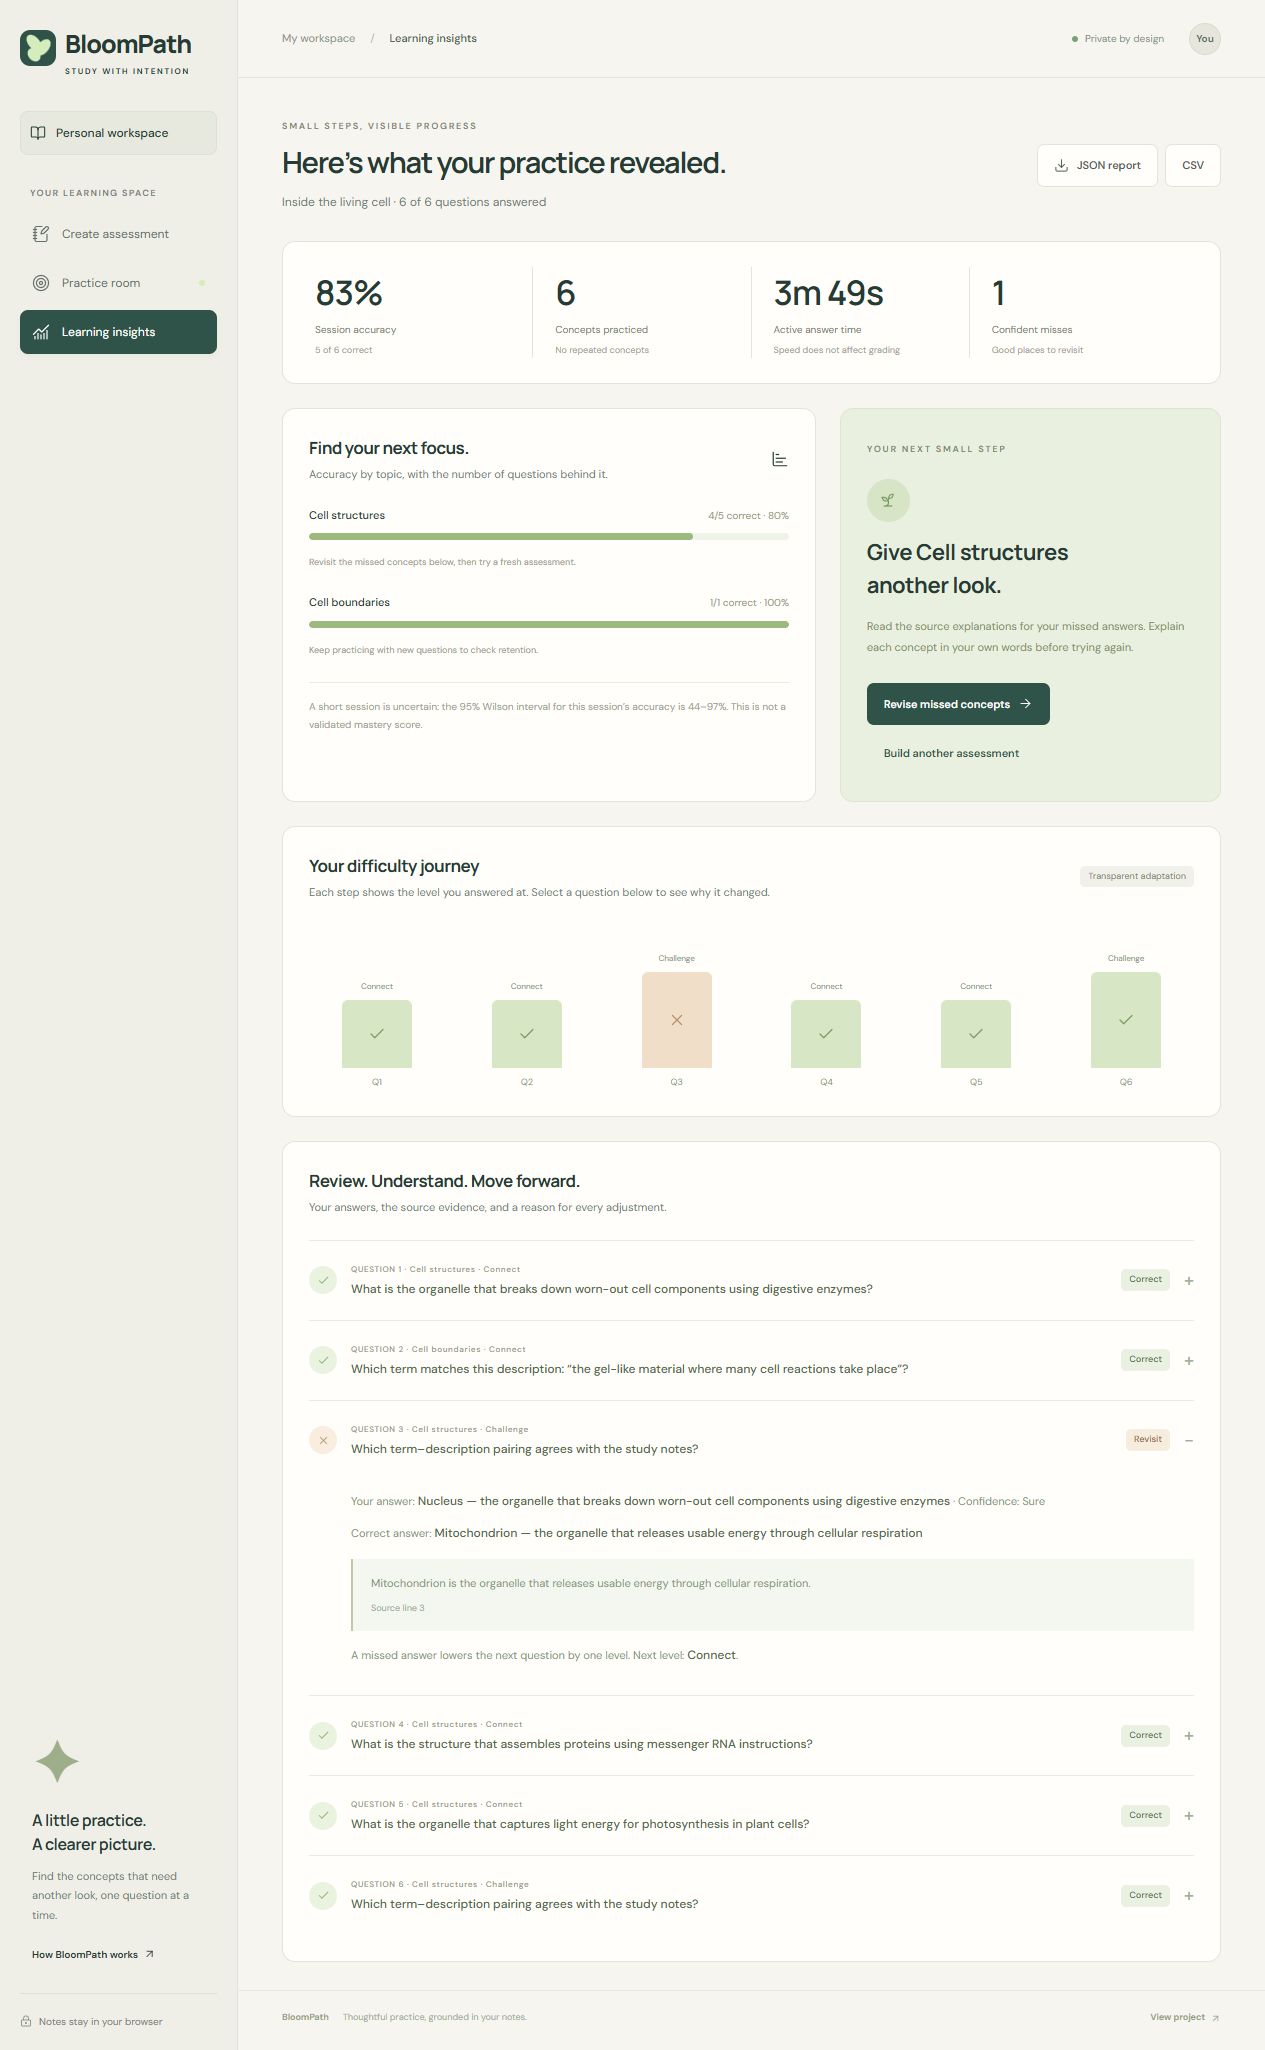 BloomPath
STUDY WITH INTENTION
Personal workspace
YOUR LEARNING SPACE
Create assessment
Practice room
Learning insights
A little practice.
A clearer picture.
Find the concepts that need
another look, one question at a
time.
How BloomPath works
Notes stay in your browser
My workspace / Learning insights
Private by design
You
SMALL STEPS, VISIBLE PROGRESS
Here’s what your practice revealed.
Inside the living cell · 6 of 6 questions answered
JSON report
CSV
83%
Session accuracy
5 of 6 correct
6
Concepts practiced
No repeated concepts
3m 49s
Active answer time
Speed does not affect grading
1
Confident misses
Good places to revisit
Find your next focus.
Accuracy by topic, with the number of questions behind it.
Cell structures
4/5 correct · 80%
Revisit the missed concepts below, then try a fresh assessment.
Cell boundaries
1/1 correct · 100%
Keep practicing with new questions to check retention.
A short session is uncertain: the 95% Wilson interval for this session’s accuracy is 44–97%. This is not a
validated mastery score.
YOUR NEXT SMALL STEP
Give Cell structures
another look.
Read the source explanations for your missed answers. Explain
each concept in your own words before trying again.
Revise missed concepts
Build another assessment
Your difficulty journey
Each step shows the level you answered at. Select a question below to see why it changed.
Transparent adaptation
Connect
Q1
Connect
Q2
Challenge
Q3
Connect
Q4
Connect
Q5
Challenge
Q6
Review. Understand. Move forward.
Your answers, the source evidence, and a reason for every adjustment.
QUESTION 1 · Cell structures · Connect
What is the organelle that breaks down worn-out cell components using digestive enzymes?
Correct
QUESTION 2 · Cell boundaries · Connect
Which term matches this description: “the gel-like material where many cell reactions take place”?
Correct
QUESTION 3 · Cell structures · Challenge
Which term–description pairing agrees with the study notes?
Revisit
Your answer: Nucleus — the organelle that breaks down worn-out cell components using digestive enzymes · Confidence: Sure
Correct answer: Mitochondrion — the organelle that releases usable energy through cellular respiration
Mitochondrion is the organelle that releases usable energy through cellular respiration.
Source line 3
A missed answer lowers the next question by one level. Next level: Connect.
QUESTION 4 · Cell structures · Connect
What is the structure that assembles proteins using messenger RNA instructions?
Correct
QUESTION 5 · Cell structures · Connect
What is the organelle that captures light energy for photosynthesis in plant cells?
Correct
QUESTION 6 · Cell structures · Challenge
Which term–description pairing agrees with the study notes?
Correct
BloomPath
Thoughtful practice, grounded in your notes.
View project